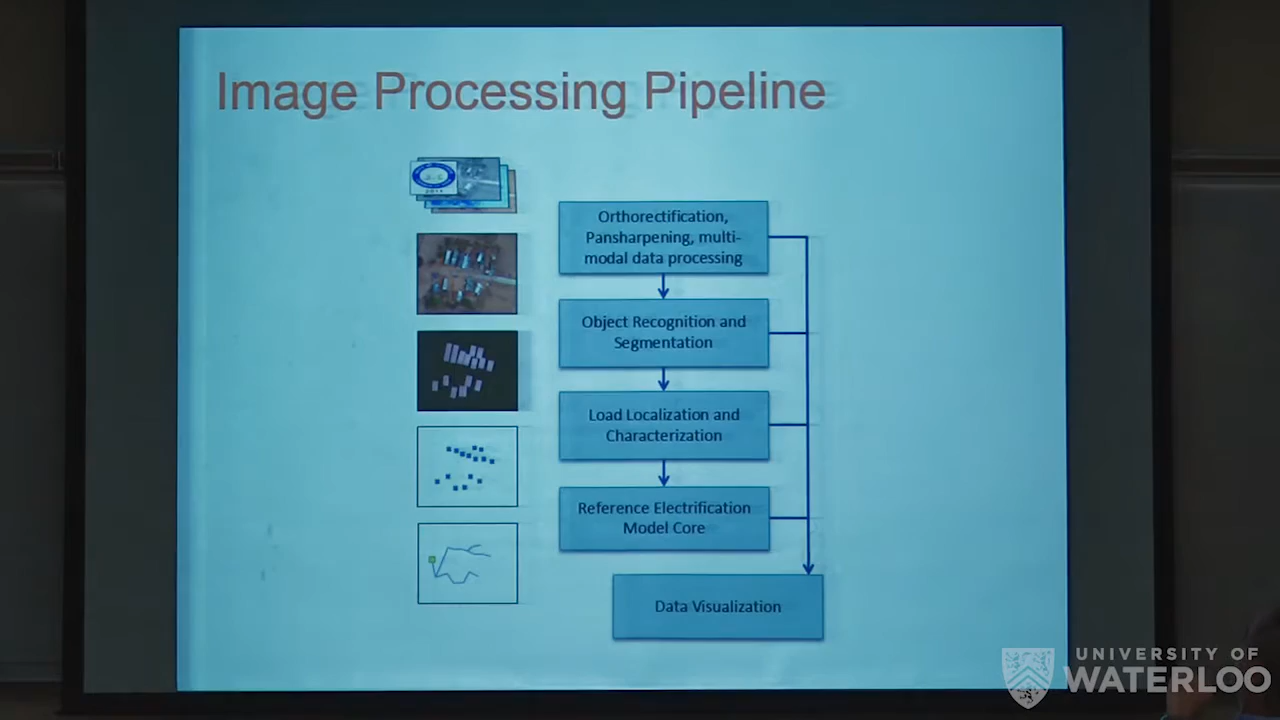 Image Processing Pipeline
Orthorectification,
Pansharpening, multi-
modal data processing
Object Recognition and
Segmentation
Load Localization and
Characterization
Reference Electrification
Model Core
Data Visualization
UNIVERSITY OF
WATERLOO